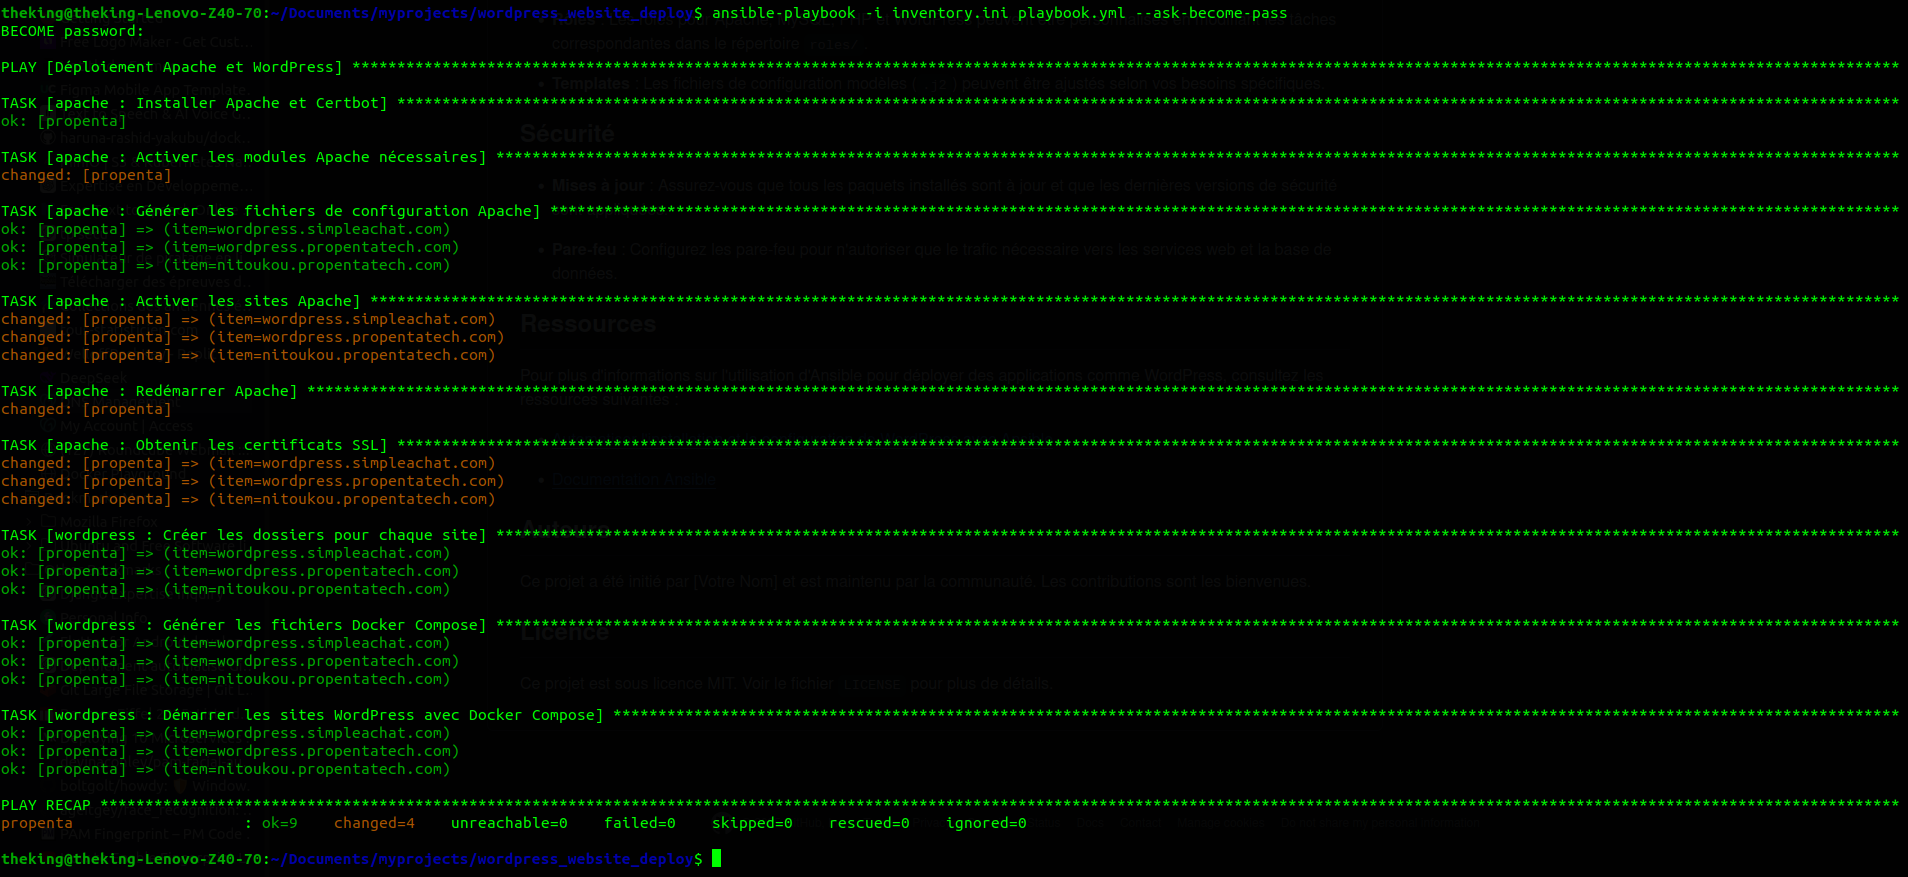 theking@theking-Lenovo-Z40-70:~/Documents/myprojects/wordpress_website_deploy$ ansible-playbook -i inventory.ini playbook.yml --ask-become-pass
BECOME password:
PLAY [Déploiement Apache et WordPress] ****************************************************************************************************************************************************************************
TASK [apache : Installer Apache et Certbot] ***********************************************************************************************************************************************************************
ok: [propenta]
TASK [apache : Activer les modules Apache nécessaires] ************************************************************************************************************************************************************
changed: [propenta]
TASK [apache : Générer les fichiers de configuration Apache] ******************************************************************************************************************************************************
ok: [propenta] => (item=wordpress.simpleachat.com)
ok: [propenta] => (item=wordpress.propentatech.com)
ok: [propenta] => (item=nitoukou.propentatech.com)
TASK [apache : Activer les sites Apache] **************************************************************************************************************************************************************************
changed: [propenta] => (item=wordpress.simpleachat.com)
changed: [propenta] => (item=wordpress.propentatech.com)
changed: [propenta] => (item=nitoukou.propentatech.com)
TASK [apache : Redémarrer Apache] *********************************************************************************************************************************************************************************
changed: [propenta]
TASK [apache : Obtenir les certificats SSL] ***********************************************************************************************************************************************************************
changed: [propenta] => (item=wordpress.simpleachat.com)
changed: [propenta] => (item=wordpress.propentatech.com)
changed: [propenta] => (item=nitoukou.propentatech.com)
TASK [wordpress : Créer les dossiers pour chaque site] ************************************************************************************************************************************************************
ok: [propenta] => (item=wordpress.simpleachat.com)
ok: [propenta] => (item=wordpress.propentatech.com)
ok: [propenta] => (item=nitoukou.propentatech.com)
TASK [wordpress : Générer les fichiers Docker Compose] ************************************************************************************************************************************************************
ok: [propenta] => (item=wordpress.simpleachat.com)
ok: [propenta] => (item=wordpress.propentatech.com)
ok: [propenta] => (item=nitoukou.propentatech.com)
TASK [wordpress : Démarrer les sites WordPress avec Docker Compose] ***********************************************************************************************************************************************
ok: [propenta] => (item=wordpress.simpleachat.com)
ok: [propenta] => (item=wordpress.propentatech.com)
ok: [propenta] => (item=nitoukou.propentatech.com)
PLAY RECAP ********************************************************************************************************************************************************************************************************
propenta                   : ok=9    changed=4    unreachable=0    failed=0    skipped=0    rescued=0    ignored=0
theking@theking-Lenovo-Z40-70:~/Documents/myprojects/wordpress_website_deploy$